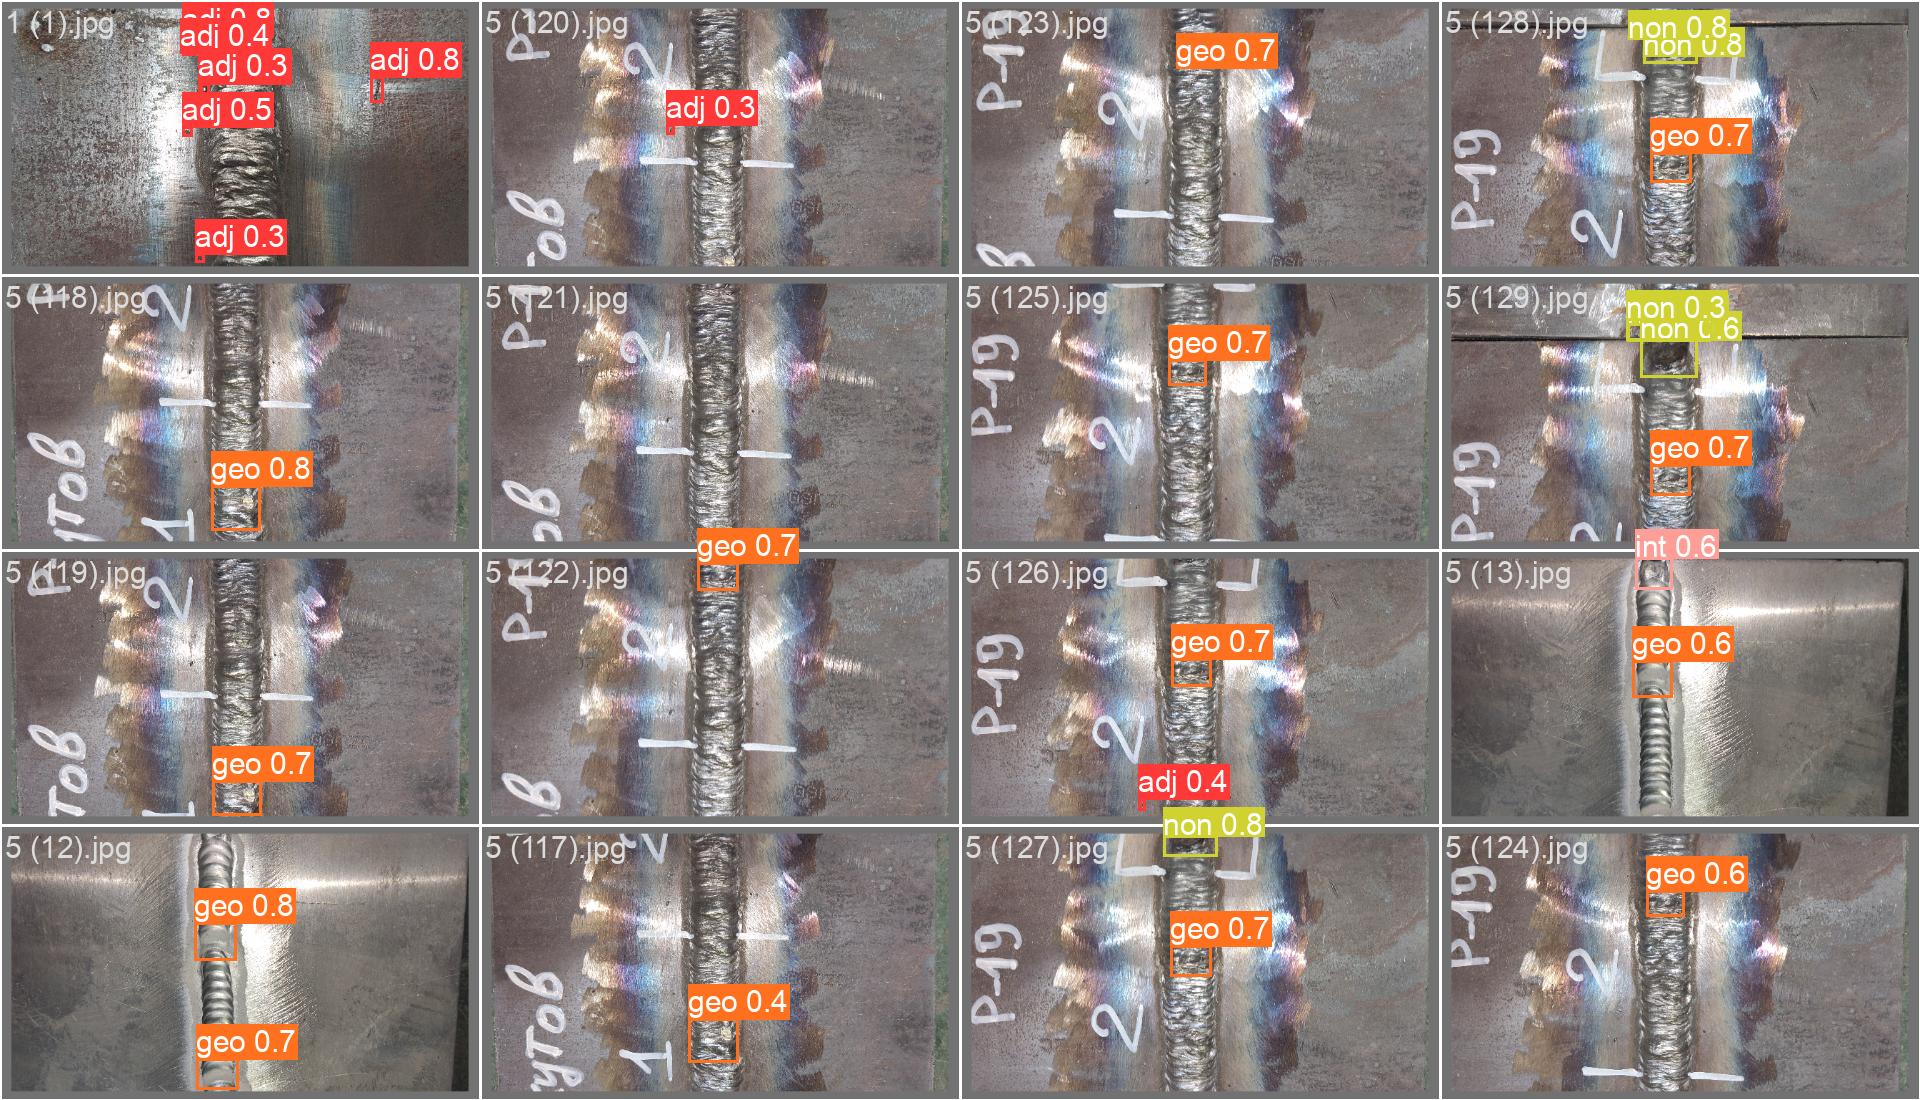 1 (1).jpg
adj 0.8
adj 0.4
adj 0.3
adj 0.8
adj 0.5
adj 0.3
5 (120).jpg
2
adj 0.3
тов
5 (123).jpg
geo 0.7
P-19
2
в
5 (128).jpg
non 0.8
non 0.8
geo 0.7
P-19
2
5 (118).jpg
2
утов
geo 0.8
1
5 (121).jpg
2
ов
5 (125).jpg
geo 0.7
P-19
2
5 (129).jpg
non 0.3
non 0.6
geo 0.7
P-19
2
5 (119).jpg
2
тов
geo 0.7
1
5 (122).jpg
geo 0.7
2
в
5 (126).jpg
geo 0.7
P-19
2
adj 0.4
5 (13).jpg
int 0.6
geo 0.6
5 (12).jpg
geo 0.8
geo 0.7
5 (117).jpg
2
geo 0.4
утов
1
5 (127).jpg
non 0.8
geo 0.7
P-19
2
5 (124).jpg
geo 0.6
P-19
2